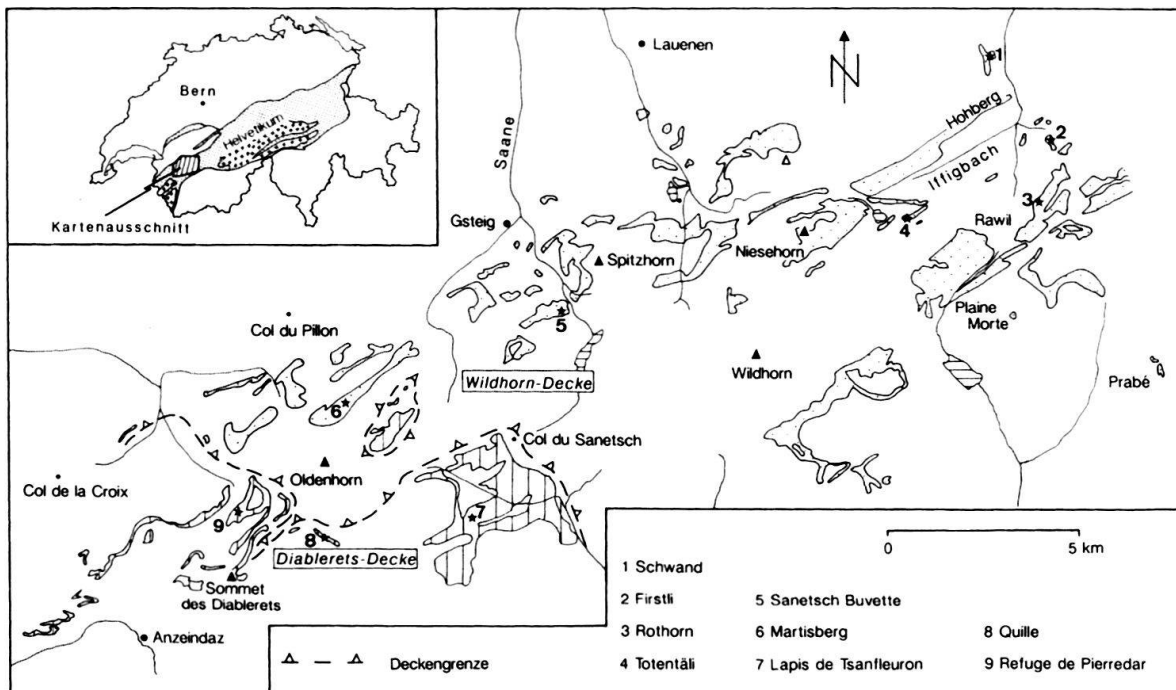 Bern
Helvetikum
Kartenausschnitt
Lauenen
N
1
Saane
Hohberg
2
Iffigbach
Gsteig
3
Rawil
4
Niesehorn
Spitzhorn
5
Plaine
Morte
Col du Pillon
Wildhorn
Wildhorn-Decke
Prabé
6
Col du Sanetsch
Oldenhorn
Col de la Croix
7
9
8
Diablerets-Decke
Sommet
des Diablerets
Anzeindaz
0 5 km
1 Schwand
2 Firstli 5 Sanetsch Buvette
3 Rothorn 6 Martisberg 8 Quille
4 Totentäli 7 Lapis de Tsanfleuron 9 Refuge de Pierredar
Deckengrenze